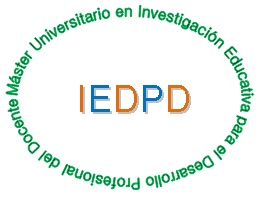 Máster Universitario en Investigación Educativa para el Desarrollo Profesional del Docente
IEDPD